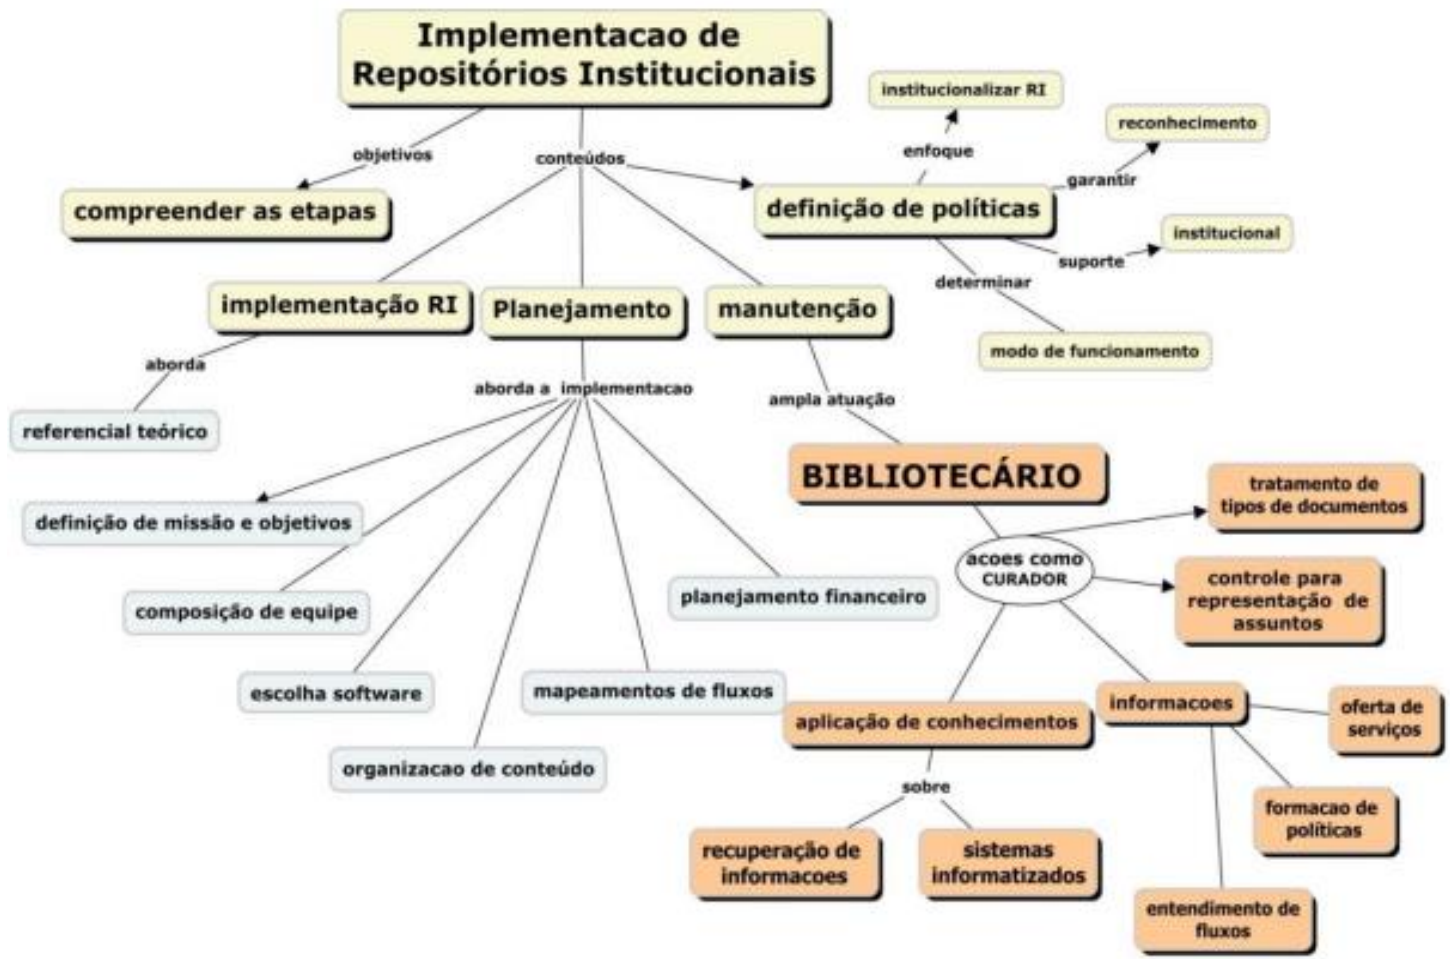 Implementacao de
Repositórios Institucionais
institucionalizar RI
reconhecimento
objetivos
conteúdos
enfoque
garantir
compreender as etapas
definição de políticas
institucional
suporte
determinar
implementação RI
Planejamento
manutenção
modo de funcionamento
aborda
aborda a implementacao
ampla atuação
referencial teórico
BIBLIOTECÁRIO
tratamento de
tipos de documentos
definição de missão e objetivos
acoes como
CURADOR
controle para
representação de
assuntos
composição de equipe
planejamento financeiro
escolha software
mapeamentos de fluxos
aplicação de conhecimentos
informacoes
oferta de
serviços
organizacao de conteúdo
sobre
formacao de
políticas
recuperação de
informacoes
sistemas
informatizados
entendimento de
fluxos